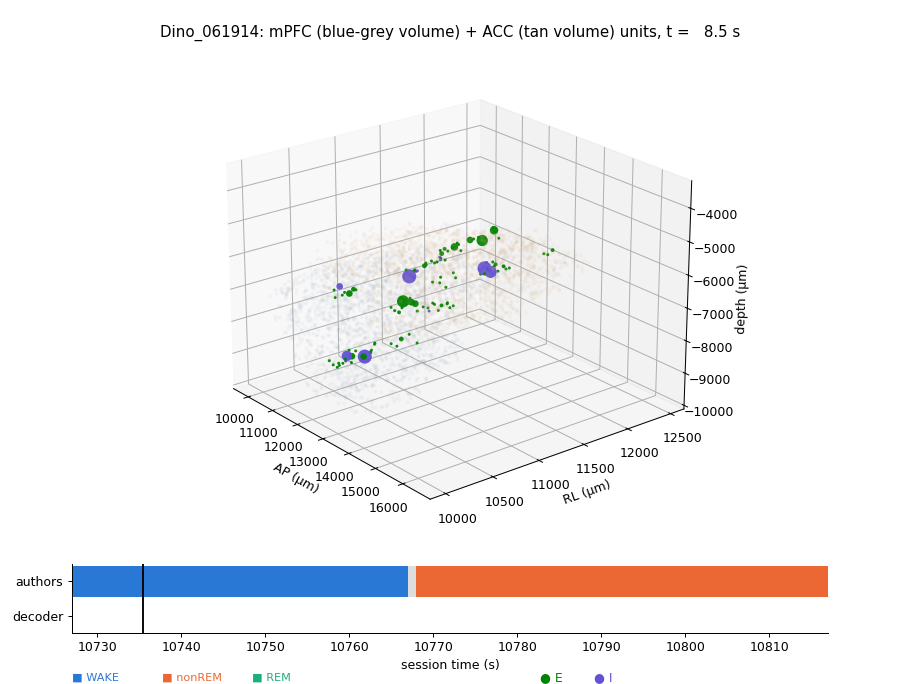 Dino_061914: mPFC (blue-grey volume) + ACC (tan volume) units, t =   8.5 s
−4000
−5000
−6000
−7000
−8000
−9000
−10000
depth (μm)
10000
11000
12000
13000
14000
15000
16000
AP (μm)
10000
10500
11000
11500
12000
12500
RL (μm)
authors
decoder
10730 10740 10750 10760 10770 10780 10790 10800 10810
session time (s)
WAKE nonREM REM E I